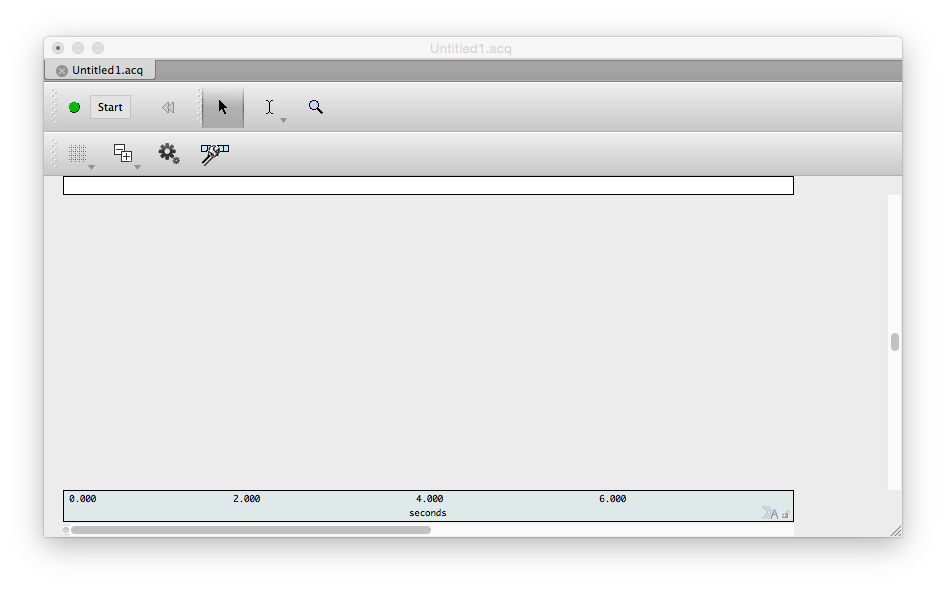 Untitled1.acq
Untitled1.acq
Start
0.000 2.000 4.000 6.000
seconds
A